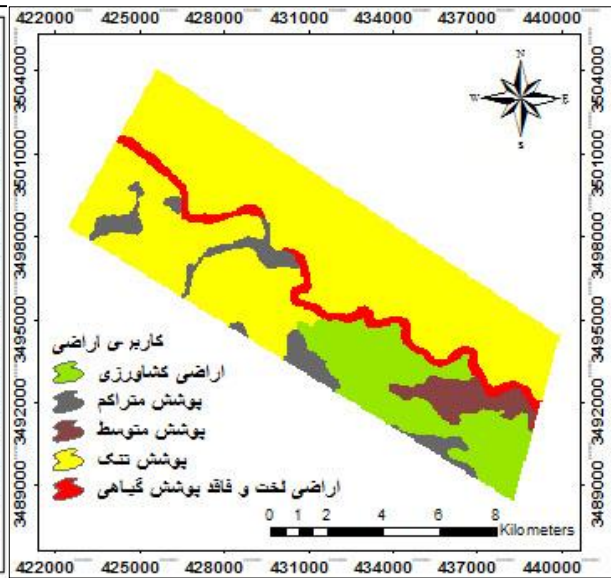 422000 425000 428000 431000 434000 437000 440000
3504000
3501000
3498000
3495000
3492000
3489000
3504000
3501000
3498000
3495000
3492000
3489000
N
W E
S
کاربری اراضی
اراضی کشاورزی
پوشش متراکم
پوشش متوسط
پوشش تنک
اراضی لخت و فاقد پوشش گیاهی
0 1 2 4 6 8
Kilometers
422000 425000 428000 431000 434000 437000 440000